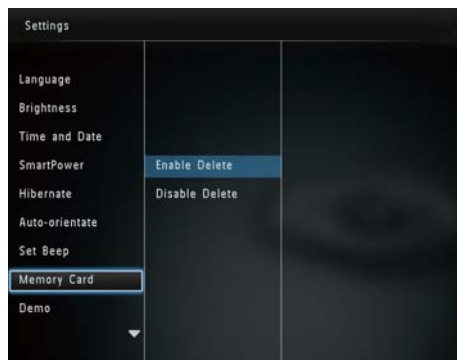 Settings
Language
Brightness
Time and Date
SmartPower
Hibernate
Auto-orientate
Set Beep
Memory Card
Demo
Enable Delete
Disable Delete